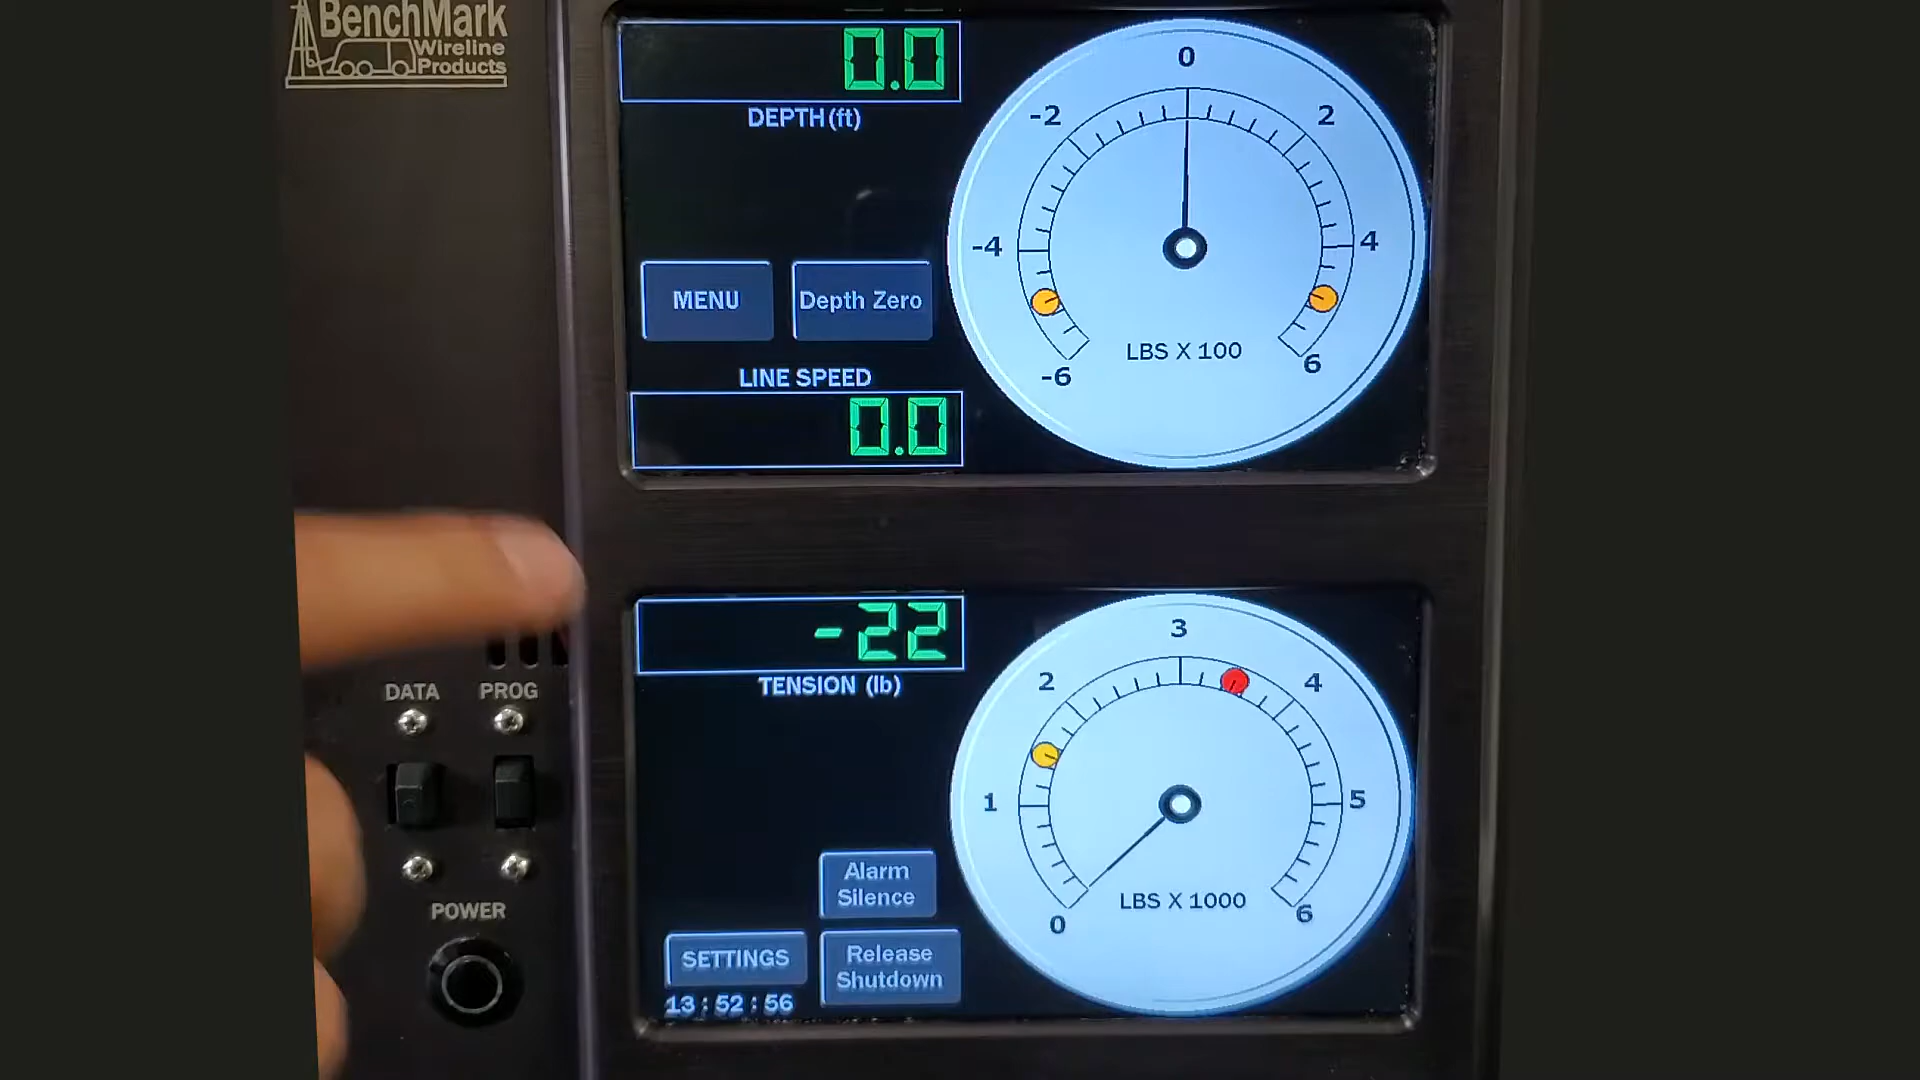 BenchMark
Wireline
Products
0.0
DEPTH (ft)
MENU
Depth Zero
LINE SPEED
0.0
0
-2
2
-4
4
-6
6
LBS X 100
-22
TENSION (lb)
Alarm
Silence
SETTINGS
Release
Shutdown
13:52:56
3
2
4
1
5
0
6
LBS X 1000
DATA
PROG
POWER